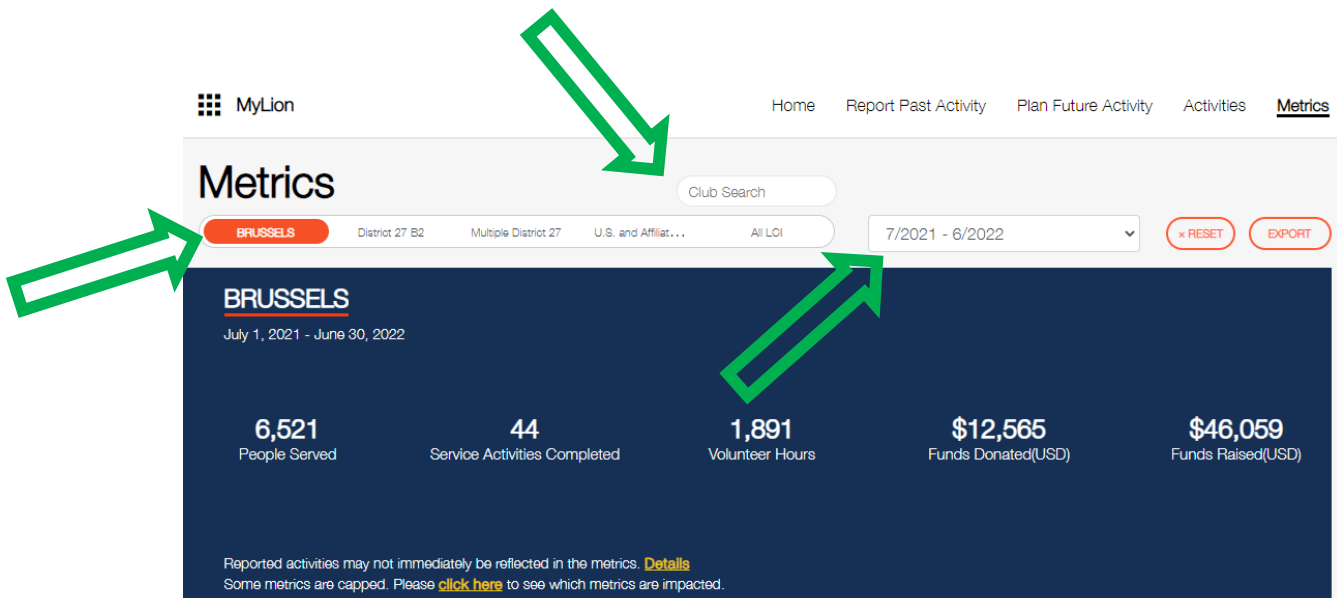 MyLion
Home Report Past Activity Plan Future Activity Activities Metrics
Metrics
Club Search
BRUSSELS District 27 B2 Multiple District 27 U.S. and Affiliat... All LOI
7/2021 - 6/2022
× RESET EXPORT
BRUSSELS
July 1, 2021 - June 30, 2022
6,521 44 1,891 $12,565 $46,059
People Served Service Activities Completed Volunteer Hours Funds Donated(USD) Funds Raised(USD)
Reported activities may not immediately be reflected in the metrics. Details
Some metrics are capped. Please click here to see which metrics are impacted.